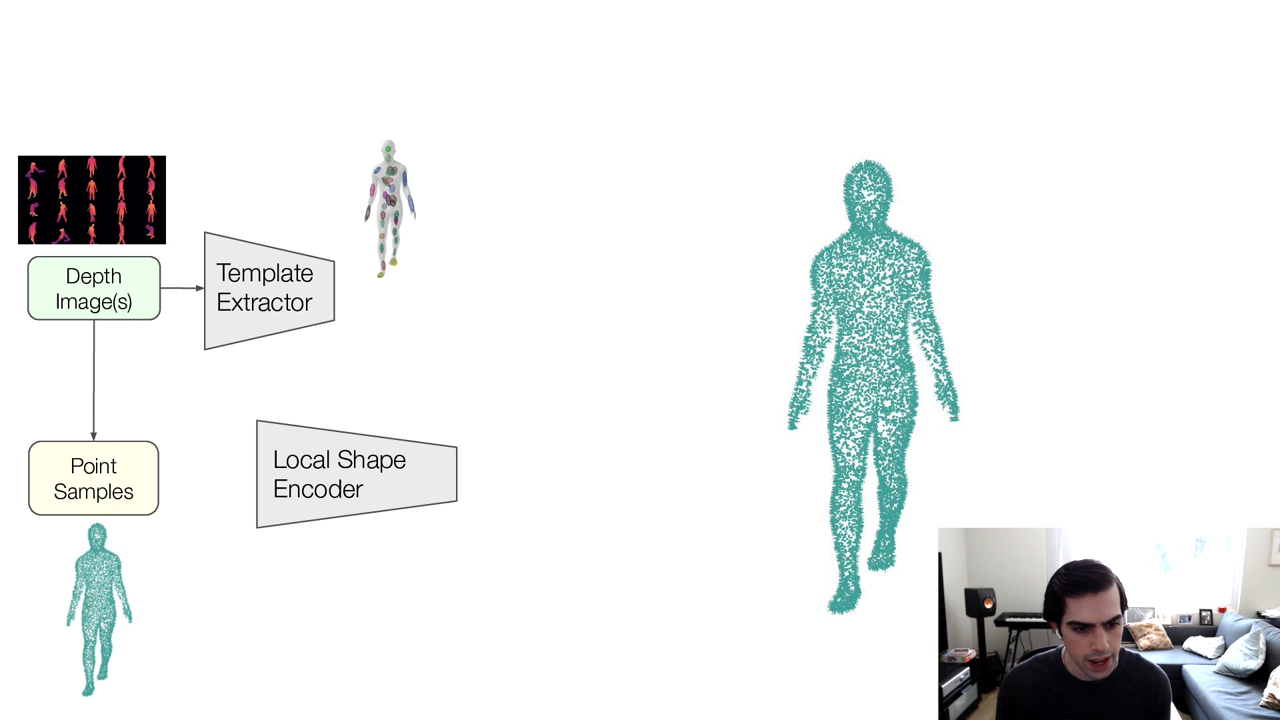 Depth
Image(s)
Template
Extractor
Point
Samples
Local Shape
Encoder